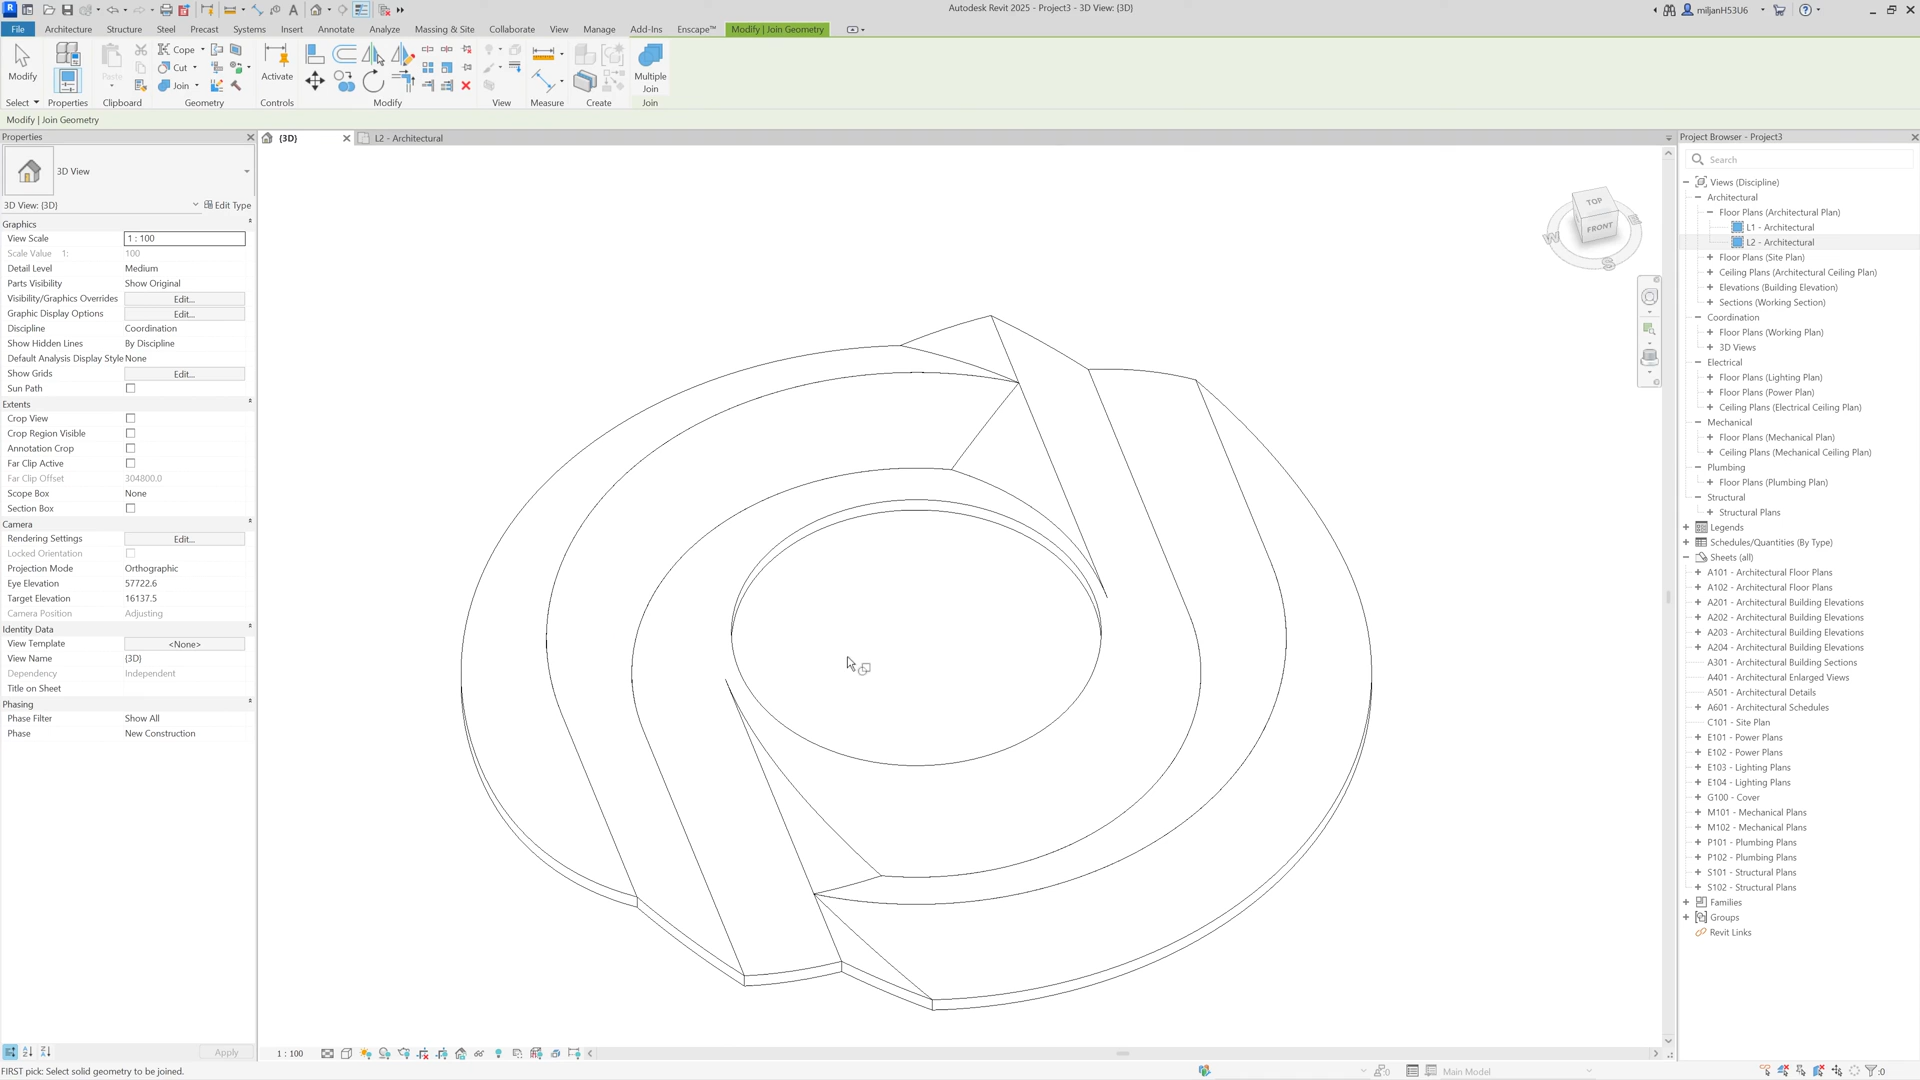 Autodesk Revit 2025 - Project3 - 3D View: {3D}
miljanH53U6
File
Architecture
Structure
Steel
Precast
Systems
Insert
Annotate
Analyze
Massing & Site
Collaborate
View
Manage
Add-Ins
Enscape™
Modify | Join Geometry
Modify
Paste
Cope
Cut
Join
Activate
Multiple
Join
Select
Properties
Clipboard
Geometry
Controls
Modify
View
Measure
Create
Join
Modify | Join Geometry
Properties
{3D}
L2 - Architectural
3D View
3D View: {3D}
Edit Type
Graphics
View Scale 1 : 100
Scale Value 1: 100
Detail Level Medium
Parts Visibility Show Original
Visibility/Graphics Overrides Edit...
Graphic Display Options Edit...
Discipline Coordination
Show Hidden Lines By Discipline
Default Analysis Display Style None
Show Grids Edit...
Sun Path
Extents
Crop View
Crop Region Visible
Annotation Crop
Far Clip Active
Far Clip Offset 304800.0
Scope Box None
Section Box
Camera
Rendering Settings Edit...
Locked Orientation
Projection Mode Orthographic
Eye Elevation 57722.6
Target Elevation 16137.5
Camera Position Adjusting
Identity Data
View Template <None>
View Name {3D}
Dependency Independent
Title on Sheet
Phasing
Phase Filter Show All
Phase New Construction
Apply
TOP
FRONT
W
S
E
Project Browser - Project3
Search
Views (Discipline)
Architectural
Floor Plans (Architectural Plan)
L1 - Architectural
L2 - Architectural
Floor Plans (Site Plan)
Ceiling Plans (Architectural Ceiling Plan)
Elevations (Building Elevation)
Sections (Working Section)
Coordination
Floor Plans (Working Plan)
3D Views
Electrical
Floor Plans (Lighting Plan)
Floor Plans (Power Plan)
Ceiling Plans (Electrical Ceiling Plan)
Mechanical
Floor Plans (Mechanical Plan)
Ceiling Plans (Mechanical Ceiling Plan)
Plumbing
Floor Plans (Plumbing Plan)
Structural
Structural Plans
Legends
Schedules/Quantities (By Type)
Sheets (all)
A101 - Architectural Floor Plans
A102 - Architectural Floor Plans
A201 - Architectural Building Elevations
A202 - Architectural Building Elevations
A203 - Architectural Building Elevations
A204 - Architectural Building Elevations
A301 - Architectural Building Sections
A401 - Architectural Enlarged Views
A501 - Architectural Details
A601 - Architectural Schedules
C101 - Site Plan
E101 - Power Plans
E102 - Power Plans
E103 - Lighting Plans
E104 - Lighting Plans
G100 - Cover
M101 - Mechanical Plans
M102 - Mechanical Plans
P101 - Plumbing Plans
P102 - Plumbing Plans
S101 - Structural Plans
S102 - Structural Plans
Families
Groups
Revit Links
1 : 100
FIRST pick: Select solid geometry to be joined.
:0
Main Model
:0